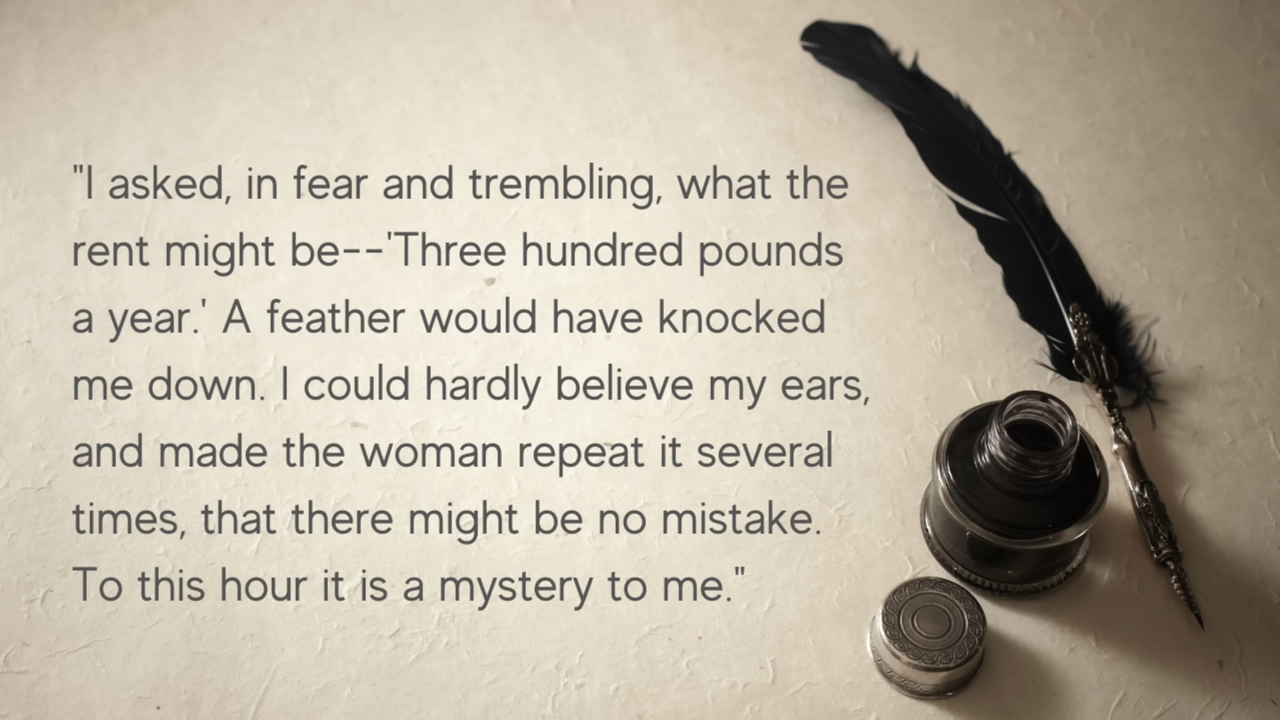 "I asked, in fear and trembling, what the
rent might be--'Three hundred pounds
a year.' A feather would have knocked
me down. I could hardly believe my ears,
and made the woman repeat it several
times, that there might be no mistake.
To this hour it is a mystery to me."